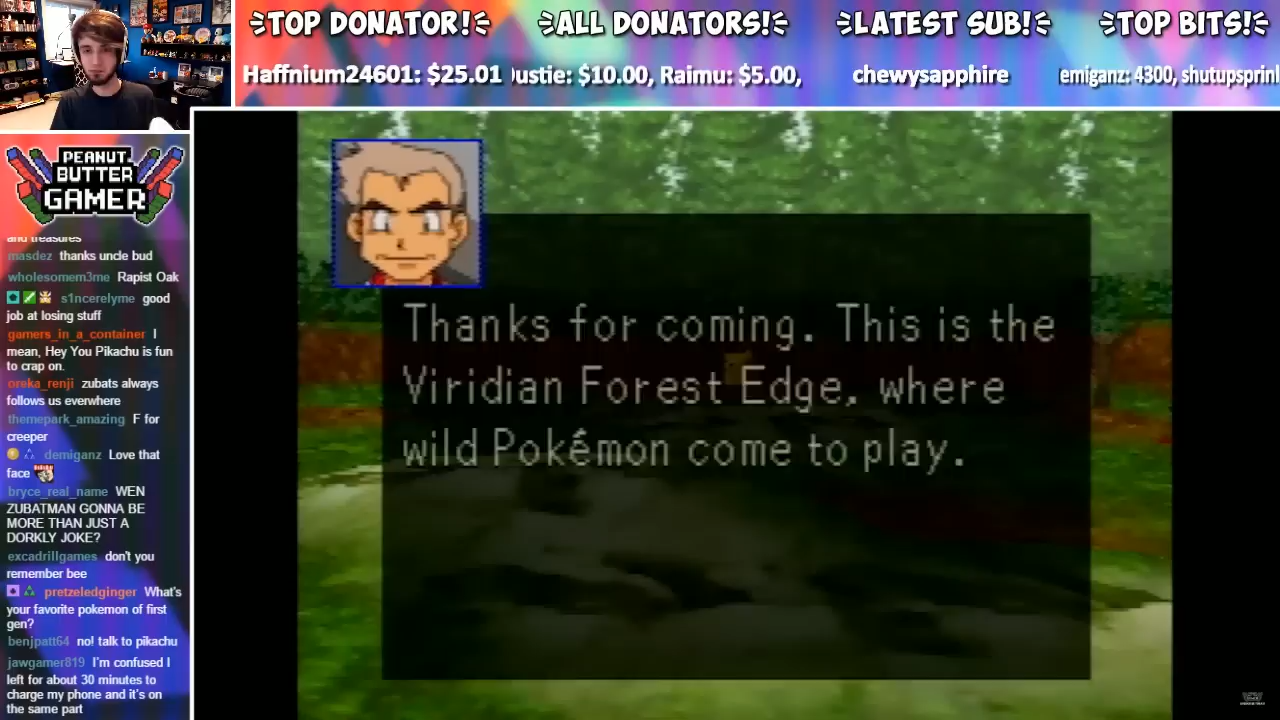 TOP DONATOR!
ALL DONATORS!
LATEST SUB!
TOP BITS!
Haffnium24601: $25.01
ustie: $10.00, Raimu: $5.00,
chewysapphire
emiganz: 4300, shutupsprinl
PEANUT
BUTTER
GAMER
and treasures
masdez thanks uncle bud
wholesomem3me Rapist Oak
s1ncerelyme good
job at losing stuff
gamers_in_a_container I
mean, Hey You Pikachu is fun
to crap on.
oreka_renji zubats always
follows us everwhere
themepark_amazing F for
creeper
demiganz Love that
face
bryce_real_name WEN
ZUBATMAN GONNA BE
MORE THAN JUST A
DORKLY JOKE?
excadrillgames don't you
remember bee
pretzeledginger What's
your favorite pokemon of first
gen?
benjpatt64 no! talk to pikachu
jawgamer819 I'm confused I
left for about 30 minutes to
charge my phone and it's on
the same part
Thanks for coming. This is the
Viridian Forest Edge, where
wild Pokémon come to play.